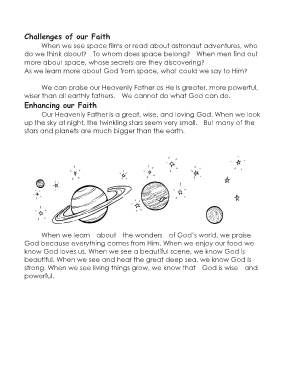 Challenges of our Faith
When we see space films or read about astronaut adventures, who
do we think about? To whom does space belong? When men find out
more about space, whose secrets are they discovering?
As we learn more about God from space, what could we say to Him?
We can praise our Heavenly Father as He is greater, more powerful,
wiser than all earthly fathers. We cannot do what God can do.
Enhancing our Faith
Our Heavenly Father is a great, wise, and loving God. When we look
up the sky at night, the twinkling stars seem very small. But many of the
stars and planets are much bigger than the earth.
When we learn about the wonders of God's world, we praise
God because everything comes from Him. When we enjoy our food we
know God loves us. When we see a beautiful scene, we know God is
beautiful. When we see and hear the great deep sea, we know God is
strong. When we see living things grow, we know that God is wise and
powerful.